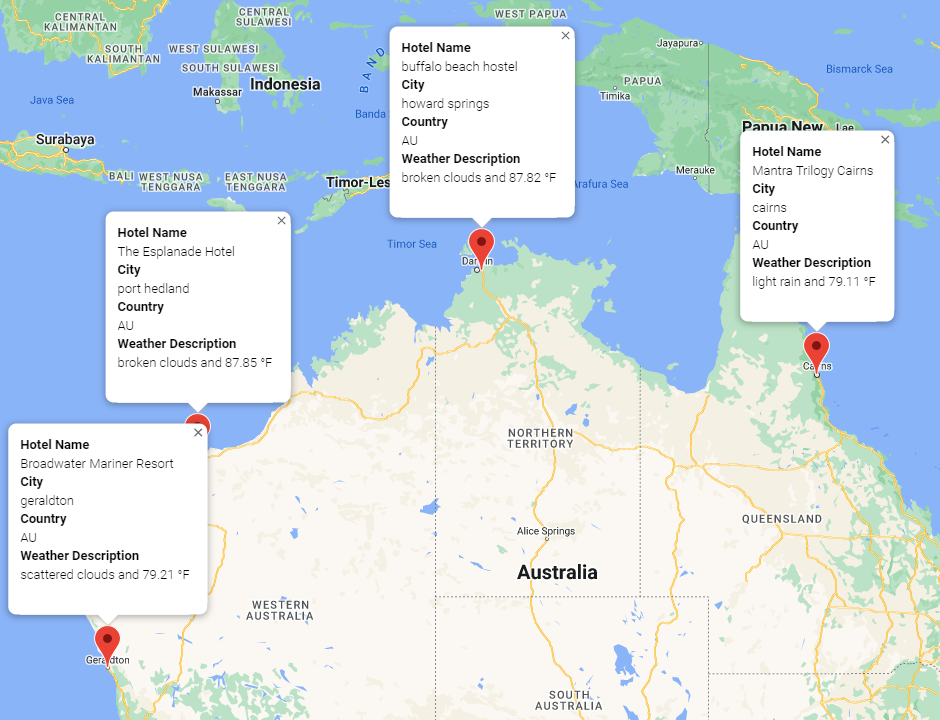 CENTRAL
KALIMANTAN
CENTRAL
SULAWESI
WEST PAPUA
SOUTH
KALIMANTAN
WEST SULAWESI
SOUTH SULAWESI
Makassar
Indonesia
BAND
Banda
Java Sea
Surabaya
BALI
WEST NUSA
TENGGARA
EAST NUSA
TENGGARA
Timor-Les
Timor Sea
Jayapura
PAPUA
Timika
Bismarck Sea
Papua New
Lae
Merauke
Arafura Sea
Hotel Name
buffalo beach hostel
City
howard springs
Country
AU
Weather Description
broken clouds and 87.82 °F
Hotel Name
Mantra Trilogy Cairns
City
cairns
Country
AU
Weather Description
light rain and 79.11 °F
Hotel Name
The Esplanade Hotel
City
port hedland
Country
AU
Weather Description
broken clouds and 87.85 °F
Hotel Name
Broadwater Mariner Resort
City
geraldton
Country
AU
Weather Description
scattered clouds and 79.21 °F
NORTHERN
TERRITORY
QUEENSLAND
Alice Springs
Australia
WESTERN
AUSTRALIA
SOUTH
AUSTRALIA